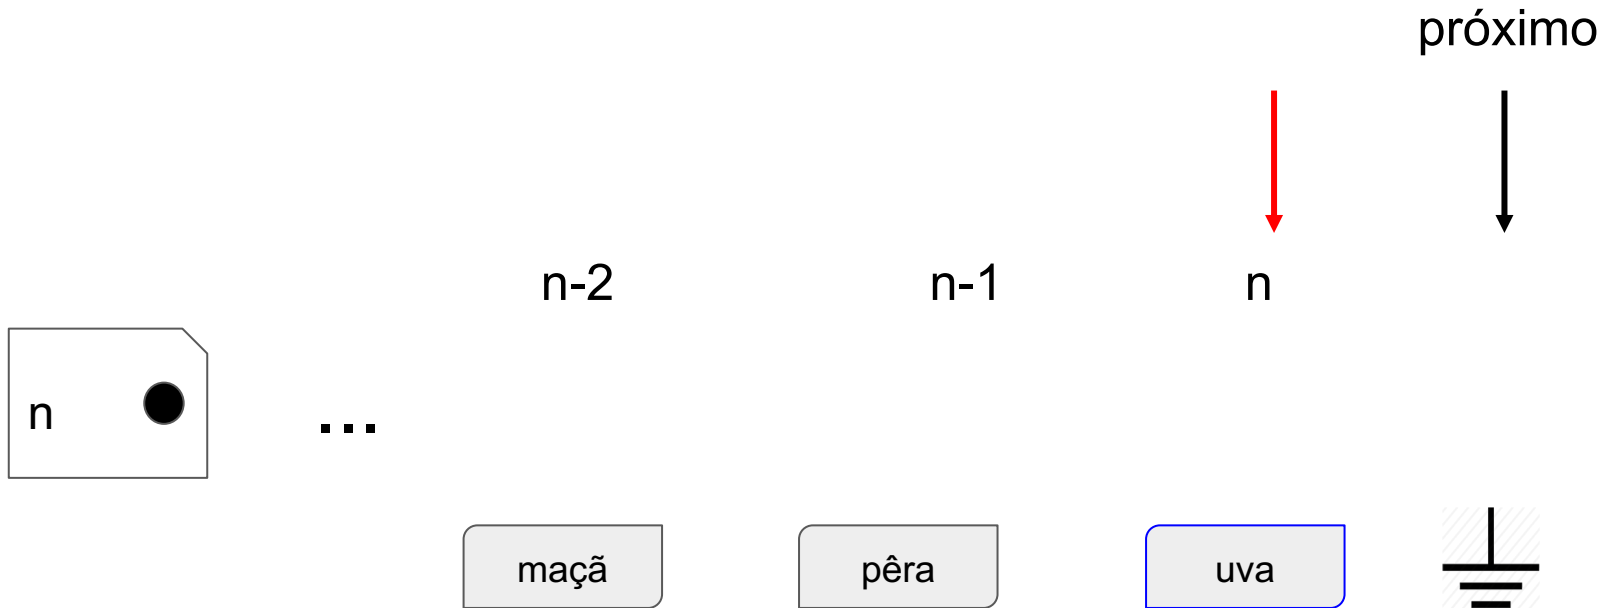 próximo
n-2 n-1 n
n ...
maçã pêra uva